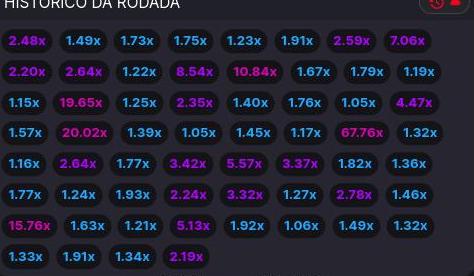 HISTÓRICO DA RODADA
2.48x 1.49x 1.73x 1.75x 1.23x 1.91x 2.59x 7.06x
2.20x 2.64x 1.22x 8.54x 10.84x 1.67x 1.79x 1.19x
1.15x 19.65x 1.25x 2.35x 1.40x 1.76x 1.05x 4.47x
1.57x 20.02x 1.39x 1.05x 1.45x 1.17x 67.76x 1.32x
1.16x 2.64x 1.77x 3.42x 5.57x 3.37x 1.82x 1.36x
1.77x 1.24x 1.93x 2.24x 3.32x 1.27x 2.78x 1.46x
15.76x 1.63x 1.21x 5.13x 1.92x 1.06x 1.49x 1.32x
1.33x 1.91x 1.34x 2.19x